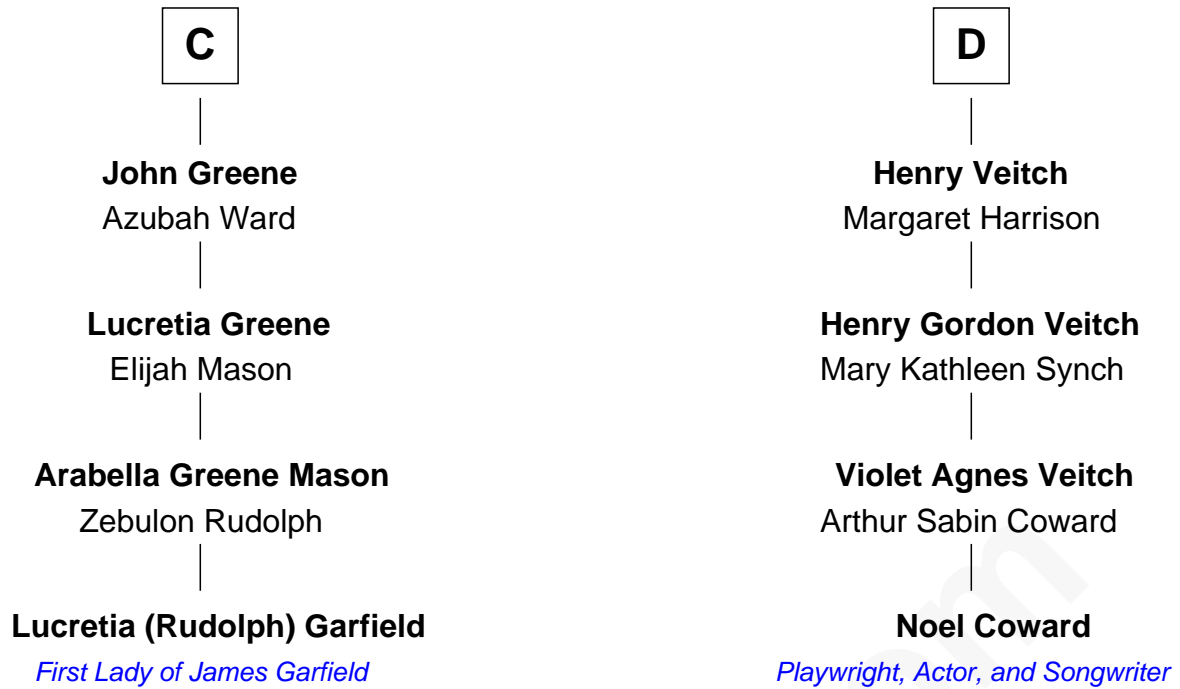 C
John Greene
Azubah Ward
Lucretia Greene
Elijah Mason
Arabella Greene Mason
Zebulon Rudolph
Lucretia (Rudolph) Garfield
First Lady of James Garfield
D
Henry Veitch
Margaret Harrison
Henry Gordon Veitch
Mary Kathleen Synch
Violet Agnes Veitch
Arthur Sabin Coward
Noel Coward
Playwright, Actor, and Songwriter